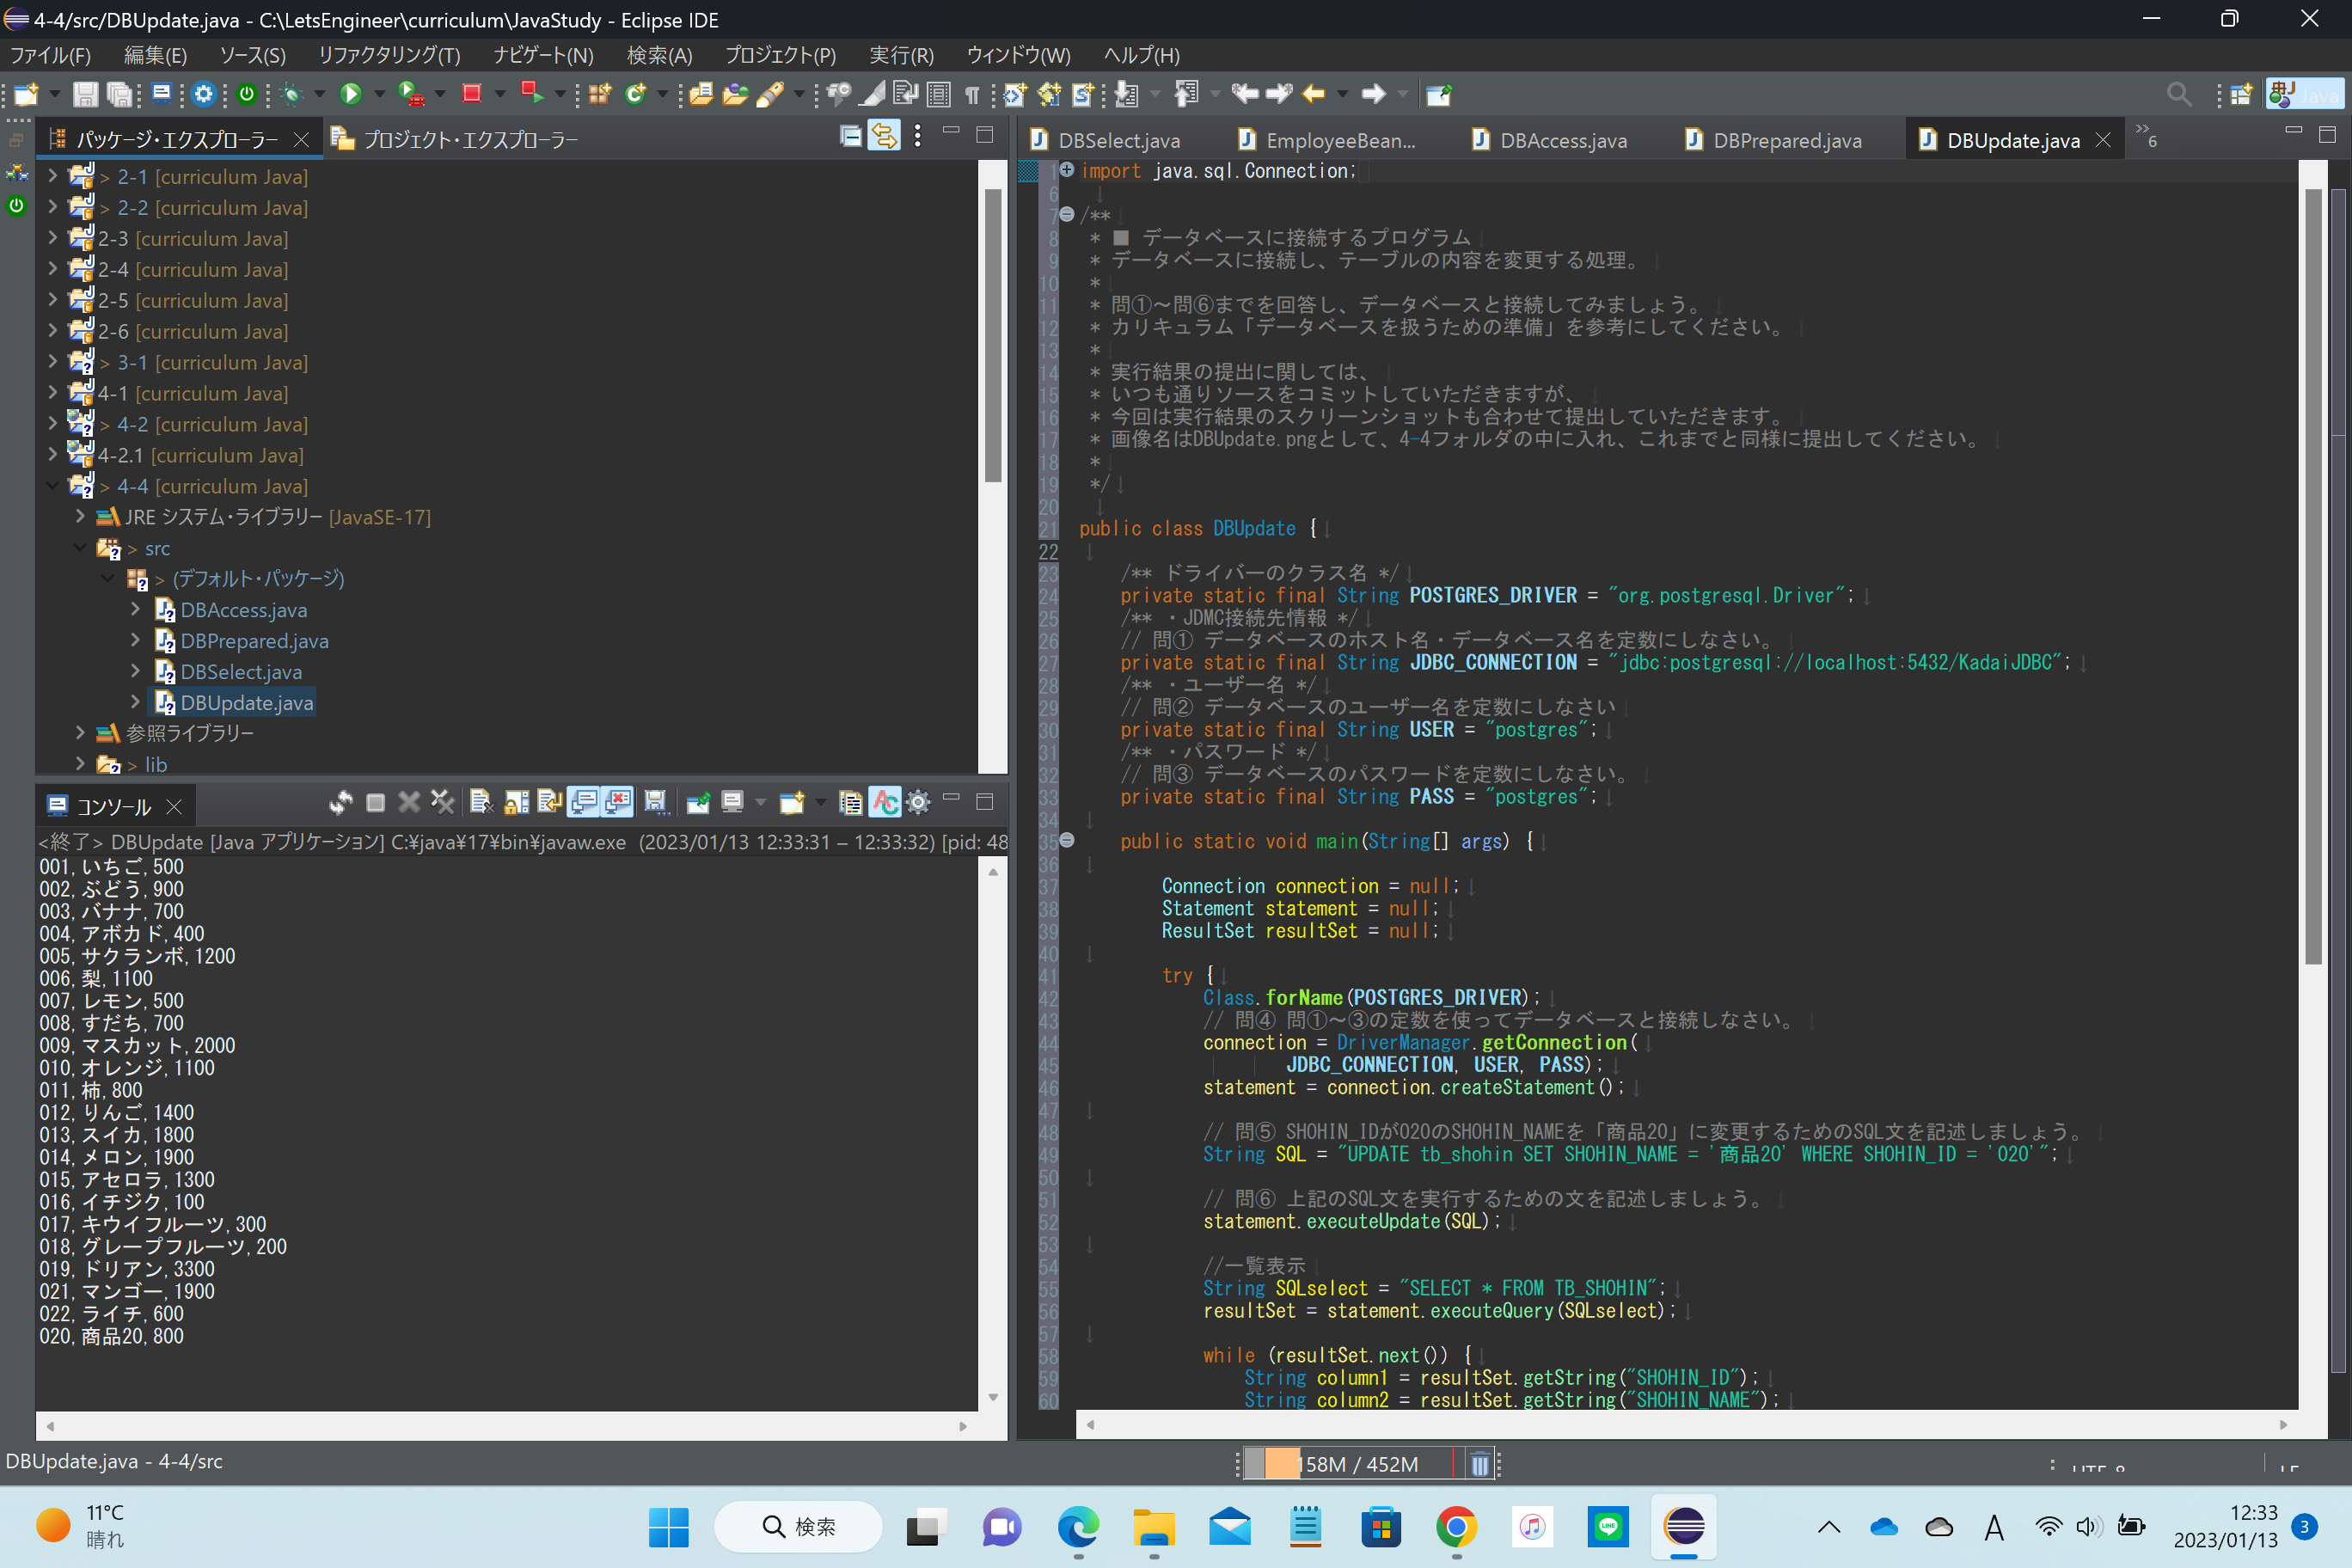 4-4/src/DBUpdate.java - C:\LetsEngineer\curriculum\JavaStudy - Eclipse IDE
ファイル(F) 編集(E) ソース(S) リファクタリング(T) ナビゲート(N) 検索(A) プロジェクト(P) 実行(R) ウィンドウ(W) ヘルプ(H)
Java
パッケージ・エクスプローラー プロジェクト・エクスプローラー
> 2-1 [curriculum Java]
> 2-2 [curriculum Java]
2-3 [curriculum Java]
2-4 [curriculum Java]
2-5 [curriculum Java]
2-6 [curriculum Java]
> 3-1 [curriculum Java]
4-1 [curriculum Java]
> 4-2 [curriculum Java]
4-2.1 [curriculum Java]
> 4-4 [curriculum Java]
JRE システム・ライブラリー [JavaSE-17]
> src
> (デフォルト・パッケージ)
DBAccess.java
DBPrepared.java
DBSelect.java
DBUpdate.java
参照ライブラリー
> lib
コンソール
<終了> DBUpdate [Java アプリケーション] C:¥java¥17¥bin¥javaw.exe (2023/01/13 12:33:31 – 12:33:32) [pid: 48
001, いちご, 500
002, ぶどう, 900
003, バナナ, 700
004, アボカド, 400
005, サクランボ, 1200
006, 梨, 1100
007, レモン, 500
008, すだち, 700
009, マスカット, 2000
010, オレンジ, 1100
011, 柿, 800
012, りんご, 1400
013, スイカ, 1800
014, メロン, 1900
015, アセロラ, 1300
016, イチジク, 100
017, キウイフルーツ, 300
018, グレープフルーツ, 200
019, ドリアン, 3300
021, マンゴー, 1900
022, ライチ, 600
020, 商品20, 800
DBSelect.java EmployeeBean... DBAccess.java DBPrepared.java DBUpdate.java »6
1 import java.sql.Connection;
6
7 /**
8 * ■ データベースに接続するプログラム
9 * データベースに接続し、テーブルの内容を変更する処理。
10 *
11 * 問①～問⑥までを回答し、データベースと接続してみましょう。
12 * カリキュラム「データベースを扱うための準備」を参考にしてください。
13 *
14 * 実行結果の提出に関しては、
15 * いつも通りソースをコミットしていただきますが、
16 * 今回は実行結果のスクリーンショットも合わせて提出していただきます。
17 * 画像名はDBUpdate.pngとして、4-4フォルダの中に入れ、これまでと同様に提出してください。
18 *
19 */
20
21 public class DBUpdate {
22
23 /** ドライバーのクラス名 */
24 private static final String POSTGRES_DRIVER = "org.postgresql.Driver";
25 /** ・JDMC接続先情報 */
26 // 問① データベースのホスト名・データベース名を定数にしなさい。
27 private static final String JDBC_CONNECTION = "jdbc:postgresql://localhost:5432/KadaiJDBC";
28 /** ・ユーザー名 */
29 // 問② データベースのユーザー名を定数にしなさい
30 private static final String USER = "postgres";
31 /** ・パスワード */
32 // 問③ データベースのパスワードを定数にしなさい。
33 private static final String PASS = "postgres";
34
35 public static void main(String[] args) {
36
37 Connection connection = null;
38 Statement statement = null;
39 ResultSet resultSet = null;
40
41 try {
42 Class.forName(POSTGRES_DRIVER);
43 // 問④ 問①～③の定数を使ってデータベースと接続しなさい。
44 connection = DriverManager.getConnection(
45 JDBC_CONNECTION, USER, PASS);
46 statement = connection.createStatement();
47
48 // 問⑤ SHOHIN_IDが020のSHOHIN_NAMEを「商品20」に変更するためのSQL文を記述しましょう。
49 String SQL = "UPDATE tb_shohin SET SHOHIN_NAME = '商品20' WHERE SHOHIN_ID = '020'";
50
51 // 問⑥ 上記のSQL文を実行するための文を記述しましょう。
52 statement.executeUpdate(SQL);
53
54 //一覧表示
55 String SQLselect = "SELECT * FROM TB_SHOHIN";
56 resultSet = statement.executeQuery(SQLselect);
57
58 while (resultSet.next()) {
59 String column1 = resultSet.getString("SHOHIN_ID");
60 String column2 = resultSet.getString("SHOHIN_NAME");
DBUpdate.java - 4-4/src
158M / 452M
11°C
晴れ
検索
LINE
A
12:33
2023/01/13
3